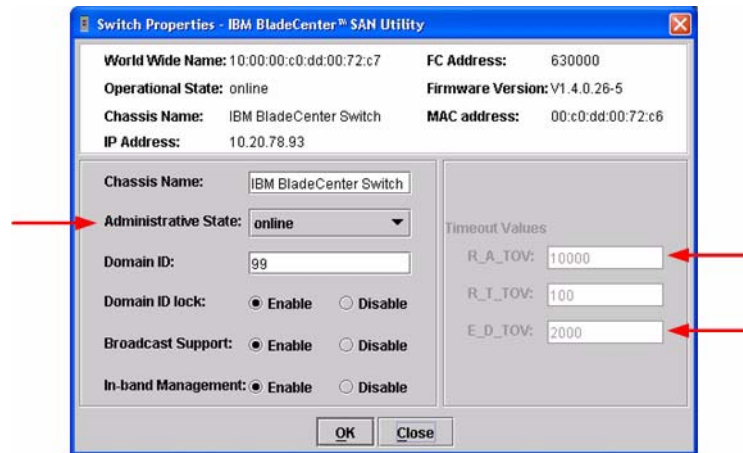 Switch Properties - IBM BladeCenter™ SAN Utility
World Wide Name: 10:00:00:c0:dd:00:72:c7 FC Address: 630000
Operational State: online Firmware Version: V1.4.0.26-5
Chassis Name: IBM BladeCenter Switch MAC address: 00:c0:dd:00:72:c6
IP Address: 10.20.78.93
Chassis Name: IBM BladeCenter Switch
Administrative State: online
Timeout Values
Domain ID: 99
R_A_TOV: 10000
Domain ID lock: Enable Disable
R_T_TOV: 100
Broadcast Support: Enable Disable
E_D_TOV: 2000
In-band Management: Enable Disable
OK Close